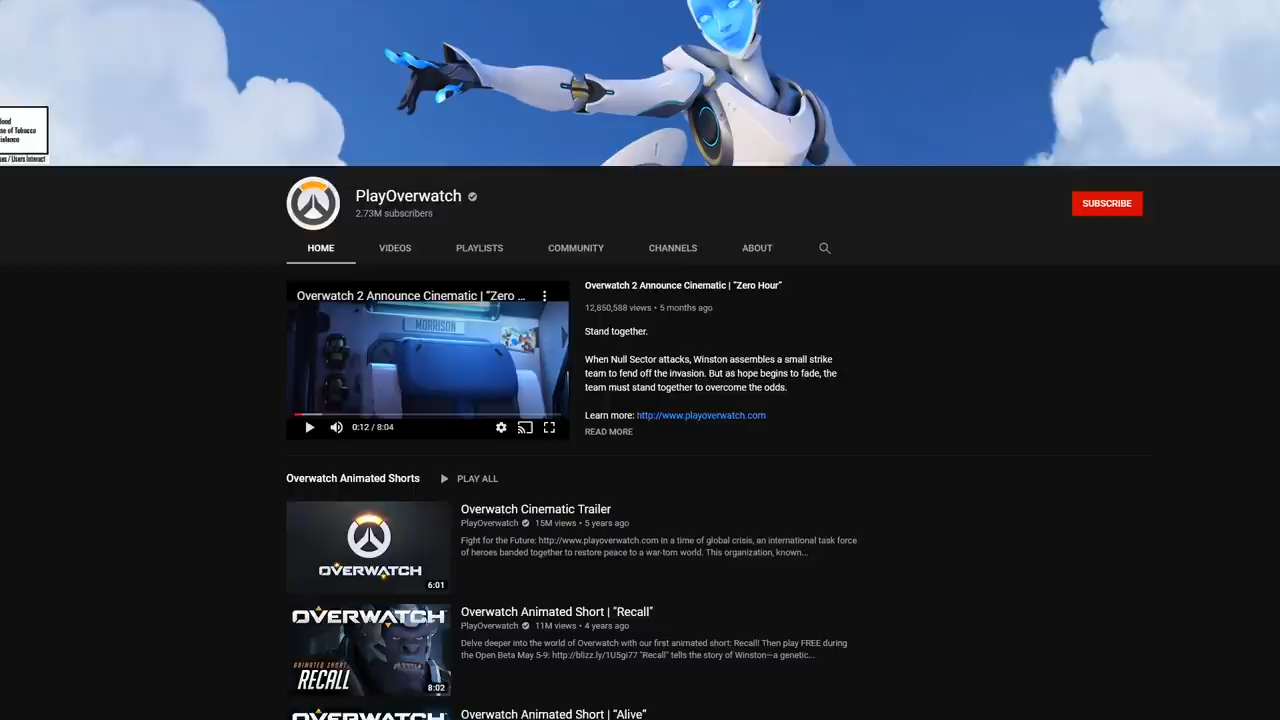 lood
se of Tobacco
iolence
ses / Users Interact
PlayOverwatch
2.73M subscribers
SUBSCRIBE
HOME
VIDEOS
PLAYLISTS
COMMUNITY
CHANNELS
ABOUT
Overwatch 2 Announce Cinematic | “Zero ...
MORRISON
0:12 / 8:04
Overwatch 2 Announce Cinematic | “Zero Hour”
12,850,588 views • 5 months ago
Stand together.
When Null Sector attacks, Winston assembles a small strike
team to fend off the invasion. But as hope begins to fade, the
team must stand together to overcome the odds.
Learn more: http://www.playoverwatch.com
READ MORE
Overwatch Animated Shorts
PLAY ALL
OVERWATCH
6:01
Overwatch Cinematic Trailer
PlayOverwatch 15M views • 5 years ago
Fight for the Future: http://www.playoverwatch.com In a time of global crisis, an international task force
of heroes banded together to restore peace to a war-torn world. This organization, known...
OVERWATCH
ANIMATED SHORT
RECALL
8:02
Overwatch Animated Short | "Recall"
PlayOverwatch 11M views • 4 years ago
Delve deeper into the world of Overwatch with our first animated short: Recall! Then play FREE during
the Open Beta May 5-9: http://blizz.ly/1U5gi77 "Recall" tells the story of Winston—a genetic...
OVERWATCH
Overwatch Animated Short | “Alive”